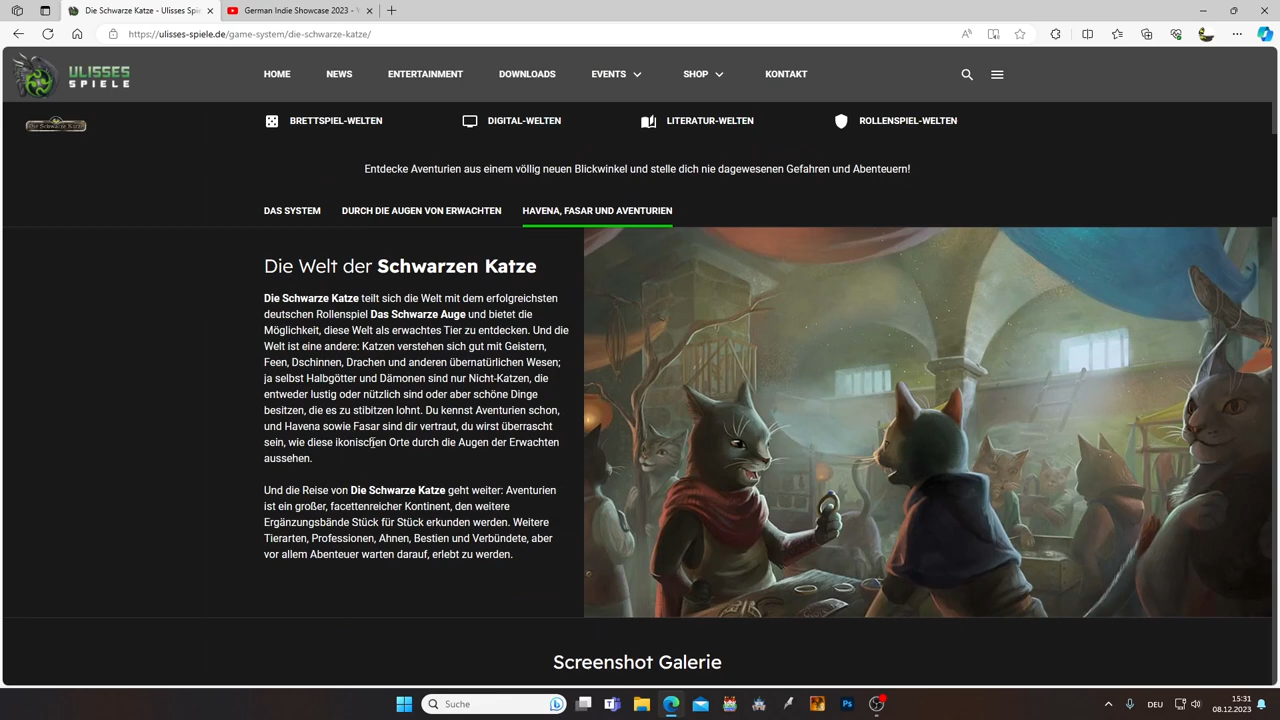 Die Schwarze Katze - Ulisses Spie
German Indie Showcase 2023 -
https://ulisses-spiele.de/game-system/die-schwarze-katze/
ULISSES
SPIELE
HOME NEWS ENTERTAINMENT DOWNLOADS EVENTS SHOP KONTAKT
Die Schwarze Katze
BRETTSPIEL-WELTEN DIGITAL-WELTEN LITERATUR-WELTEN ROLLENSPIEL-WELTEN
Entdecke Aventurien aus einem völlig neuen Blickwinkel und stelle dich nie dagewesenen Gefahren und Abenteuern!
DAS SYSTEM DURCH DIE AUGEN VON ERWACHTEN HAVENA, FASAR UND AVENTURIEN
Die Welt der Schwarzen Katze
Die Schwarze Katze teilt sich die Welt mit dem erfolgreichsten
deutschen Rollenspiel Das Schwarze Auge und bietet die
Möglichkeit, diese Welt als erwachtes Tier zu entdecken. Und die
Welt ist eine andere: Katzen verstehen sich gut mit Geistern,
Feen, Dschinnen, Drachen und anderen übernatürlichen Wesen;
ja selbst Halbgötter und Dämonen sind nur Nicht-Katzen, die
entweder lustig oder nützlich sind oder aber schöne Dinge
besitzen, die es zu stibitzen lohnt. Du kennst Aventurien schon,
und Havena sowie Fasar sind dir vertraut, du wirst überrascht
sein, wie diese ikonischen Orte durch die Augen der Erwachten
aussehen.
Und die Reise von Die Schwarze Katze geht weiter: Aventurien
ist ein großer, facettenreicher Kontinent, den weitere
Ergänzungsbände Stück für Stück erkunden werden. Weitere
Tierarten, Professionen, Ahnen, Bestien und Verbündete, aber
vor allem Abenteuer warten darauf, erlebt zu werden.
Screenshot Galerie
Suche
DEU
15:31
08.12.2023